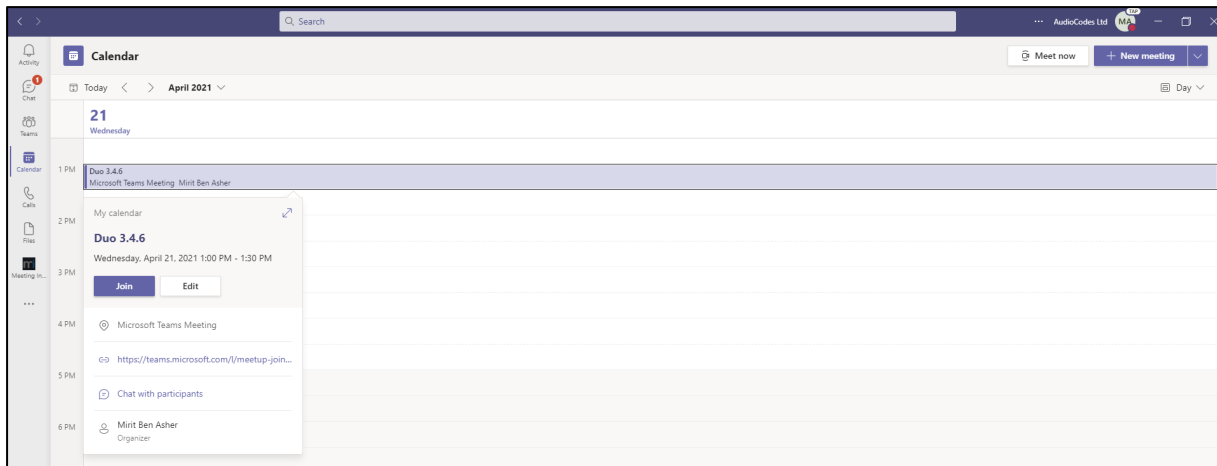 Search
AudioCodes Ltd
MA
TAP
Activity
1
Chat
Teams
Calendar
Calls
Files
Meeting in...
Calendar
Meet now
New meeting
Today
April 2021
Day
21
Wednesday
1 PM
Duo 3.4.6
Microsoft Teams Meeting Mirit Ben Asher
2 PM
3 PM
4 PM
5 PM
6 PM
My calendar
Duo 3.4.6
Wednesday, April 21, 2021 1:00 PM - 1:30 PM
Join
Edit
Microsoft Teams Meeting
https://teams.microsoft.com/l/meetup-join...
Chat with participants
Mirit Ben Asher
Organizer